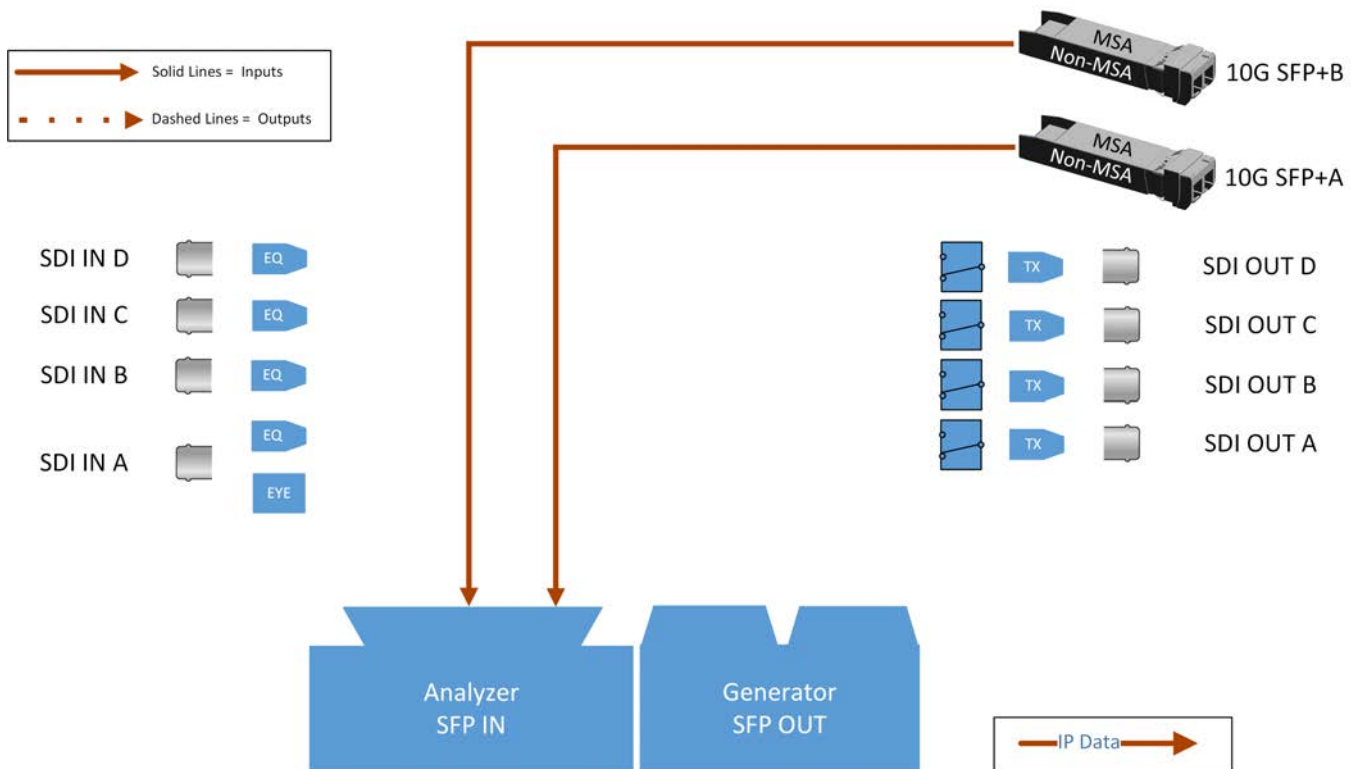 MSA
Non-MSA
10G SFP+B
Solid Lines = Inputs
Dashed Lines = Outputs
MSA
Non-MSA
10G SFP+A
SDI IN D
EQ
TX
SDI OUT D
SDI IN C
EQ
TX
SDI OUT C
SDI IN B
EQ
TX
SDI OUT B
EQ
SDI IN A
EYE
TX
SDI OUT A
Analyzer
SFP IN
Generator
SFP OUT
IP Data